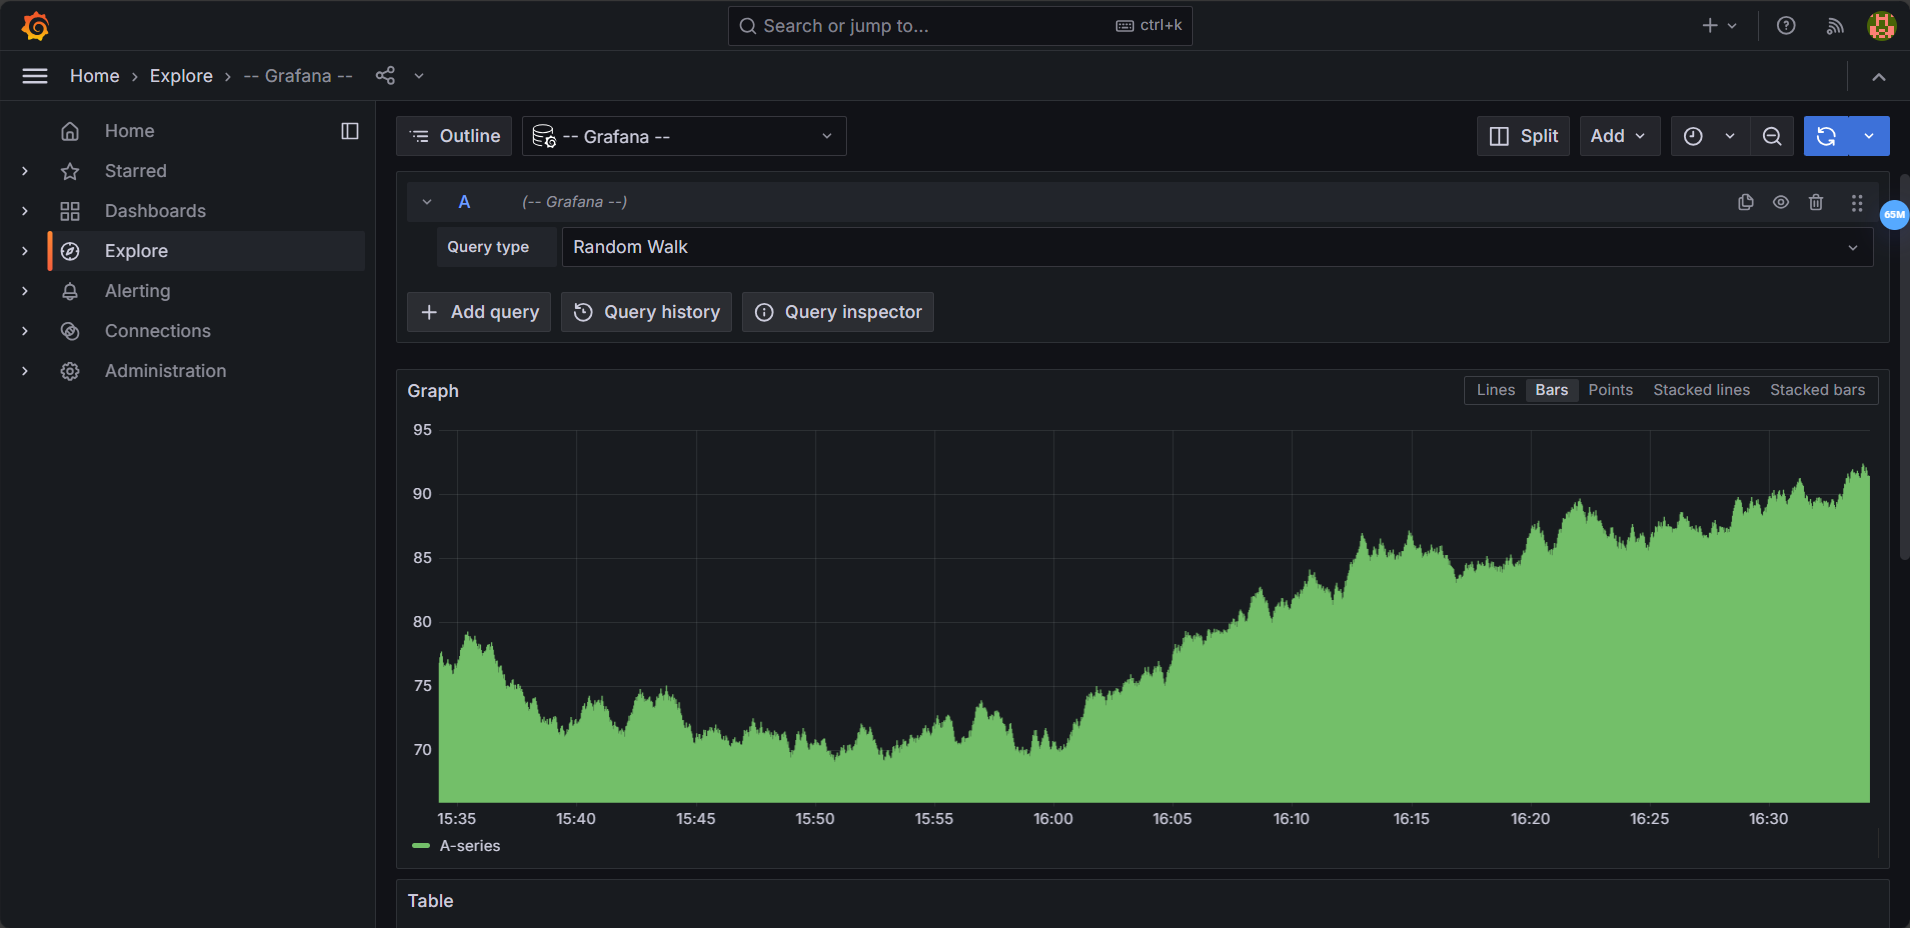 Search or jump to...
ctrl+k
Home
Explore
-- Grafana --
Home
Starred
Dashboards
Explore
Alerting
Connections
Administration
Outline
-- Grafana --
Split
Add
A
(-- Grafana --)
65M
Query type
Random Walk
Add query
Query history
Query inspector
Graph
Lines
Bars
Points
Stacked lines
Stacked bars
95
90
85
80
75
70
15:35
15:40
15:45
15:50
15:55
16:00
16:05
16:10
16:15
16:20
16:25
16:30
A-series
Table